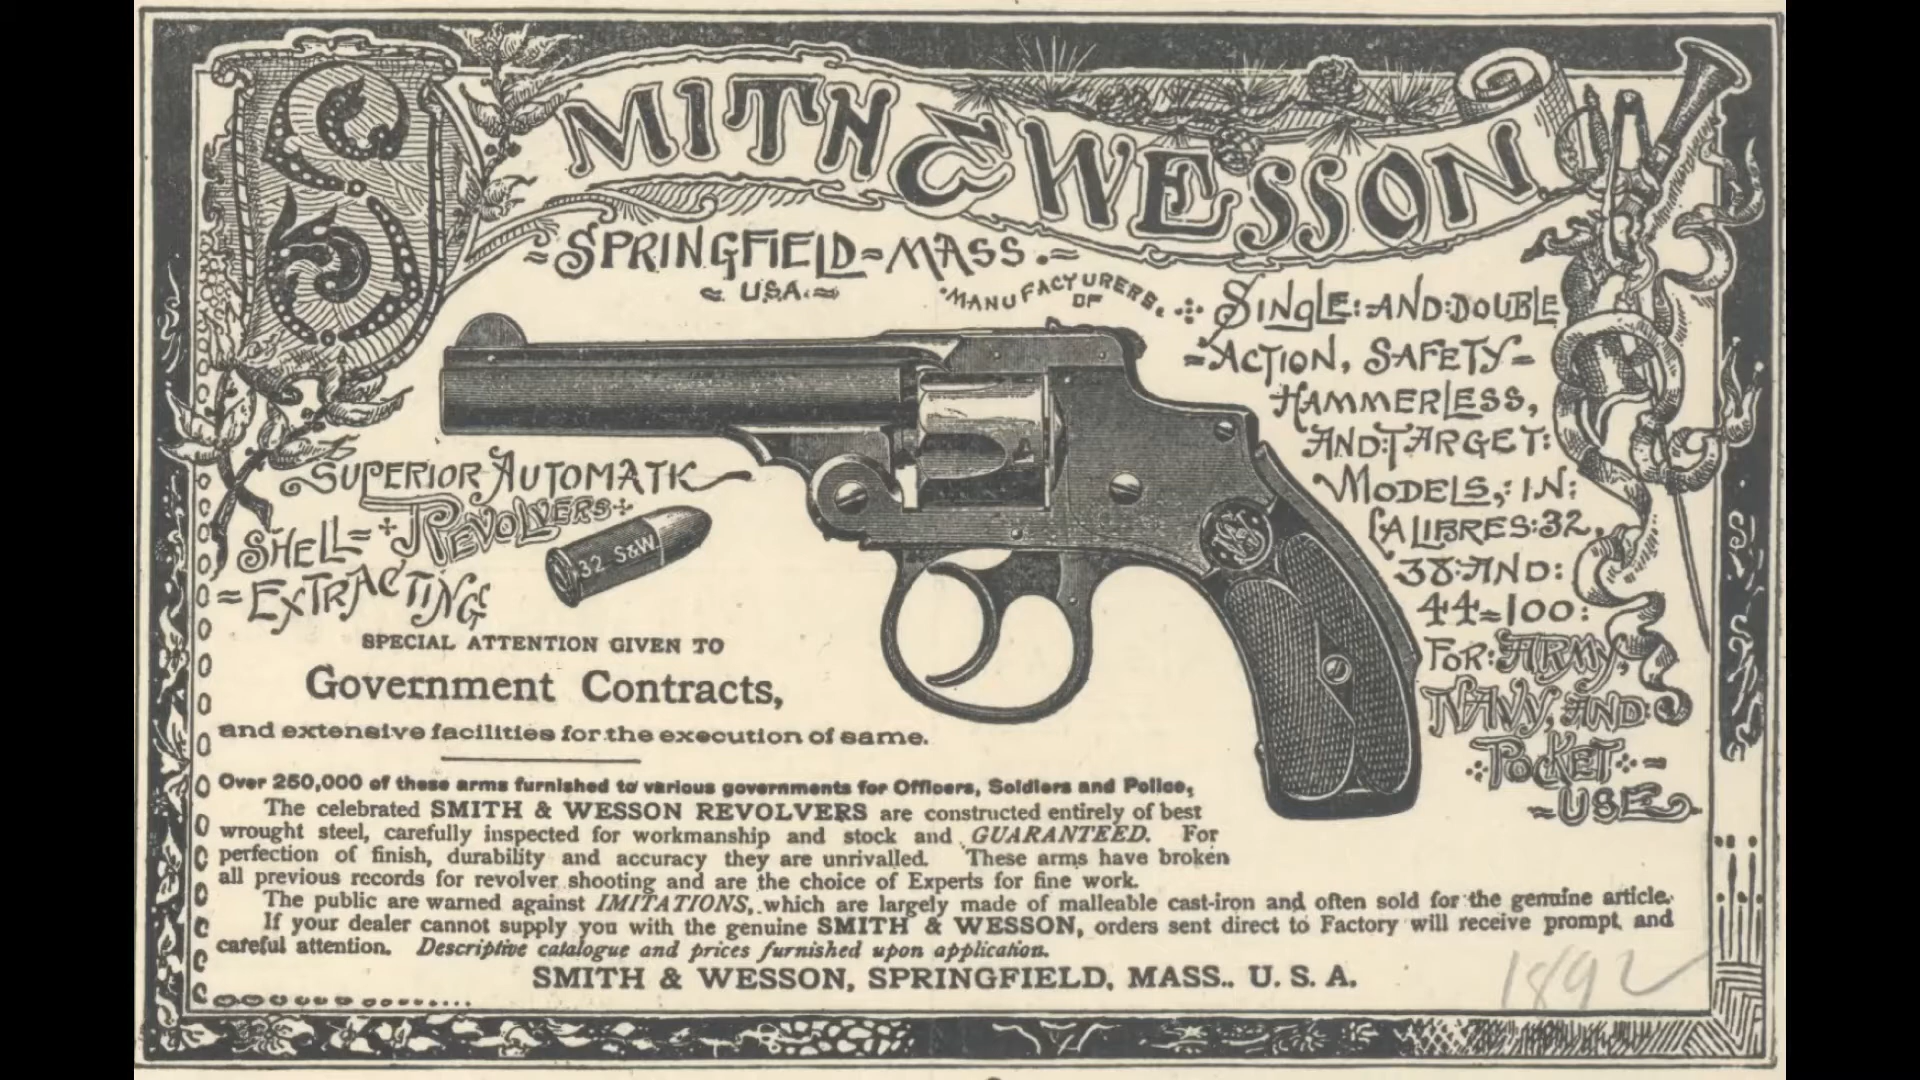 SMITH & WESSON
SPRINGFIELD = MASS.
U.S.A.
MANUFACTURERS OF
SINGLE: AND: DOUBLE
ACTION, SAFETY
HAMMERLESS,
AND: TARGET:
MODELS,: IN:
CALIBRES: 32,
38: AND:
44=100:
FOR: ARMY,
NAVY, AND:
POCKET
USE
SUPERIOR AUTOMATIC
SHELL= REVOLVERS
EXTRACTING
32 S&W
SPECIAL ATTENTION GIVEN TO
Government Contracts,
and extensive facilities for the execution of same.
Over 250,000 of these arms furnished to various governments for Officers, Soldiers and Police,
The celebrated SMITH & WESSON REVOLVERS are constructed entirely of best
wrought steel, carefully inspected for workmanship and stock and GUARANTEED. For
perfection of finish, durability and accuracy they are unrivalled. These arms have broken
all previous records for revolver shooting and are the choice of Experts for fine work.
The public are warned against IMITATIONS, which are largely made of malleable cast-iron and often sold for the genuine article.
If your dealer cannot supply you with the genuine SMITH & WESSON, orders sent direct to Factory will receive prompt and
careful attention. Descriptive catalogue and prices furnished upon application.
SMITH & WESSON, SPRINGFIELD, MASS., U. S. A.
1892